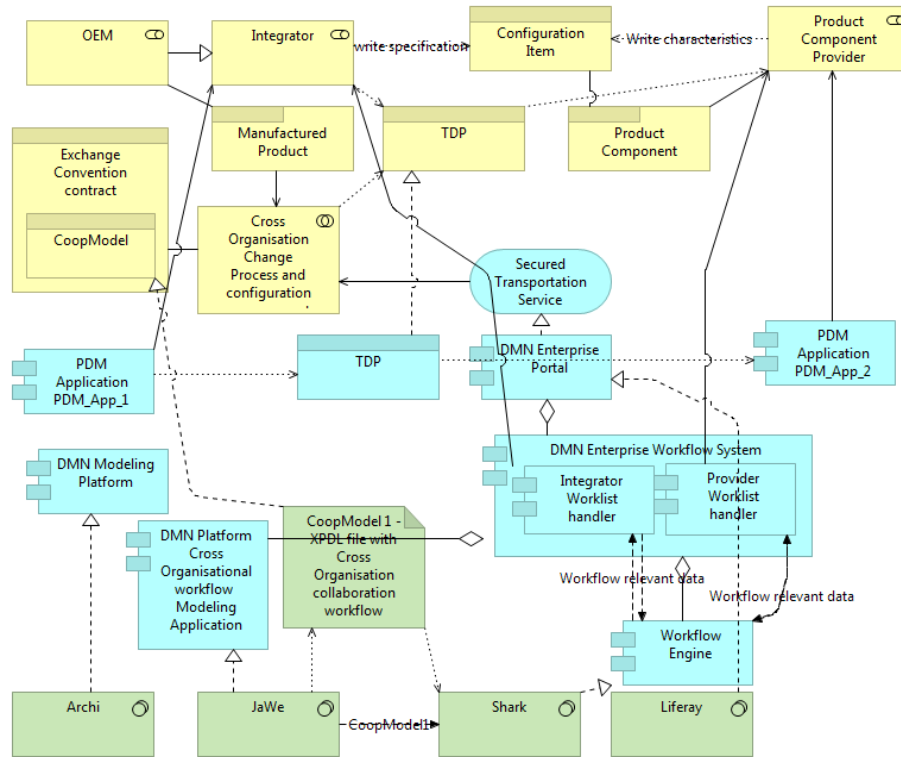 OEM
Integrator
write specification
Configuration
Item
Write characteristics
Product
Component
Provider
Exchange
Convention
contract
CoopModel
Manufactured
Product
TDP
Product
Component
Cross
Organisation
Change
Process and
configuration
.
Secured
Transportation
Service
PDM
Application
PDM_App_1
TDP
DMN Enterprise
Portal
PDM
Application
PDM_App_2
DMN Modeling
Platform
DMN Enterprise Workflow System
Integrator
Worklist
handler
Provider
Worklist
handler
DMN Platform
Cross
Organisational
workflow
Modeling
Application
CoopModel1 -
XPDL file with
Cross
Organisation
collaboration
workflow
Workflow relevant data
Workflow relevant data
Workflow
Engine
Archi
JaWe
CoopModel1
Shark
Liferay